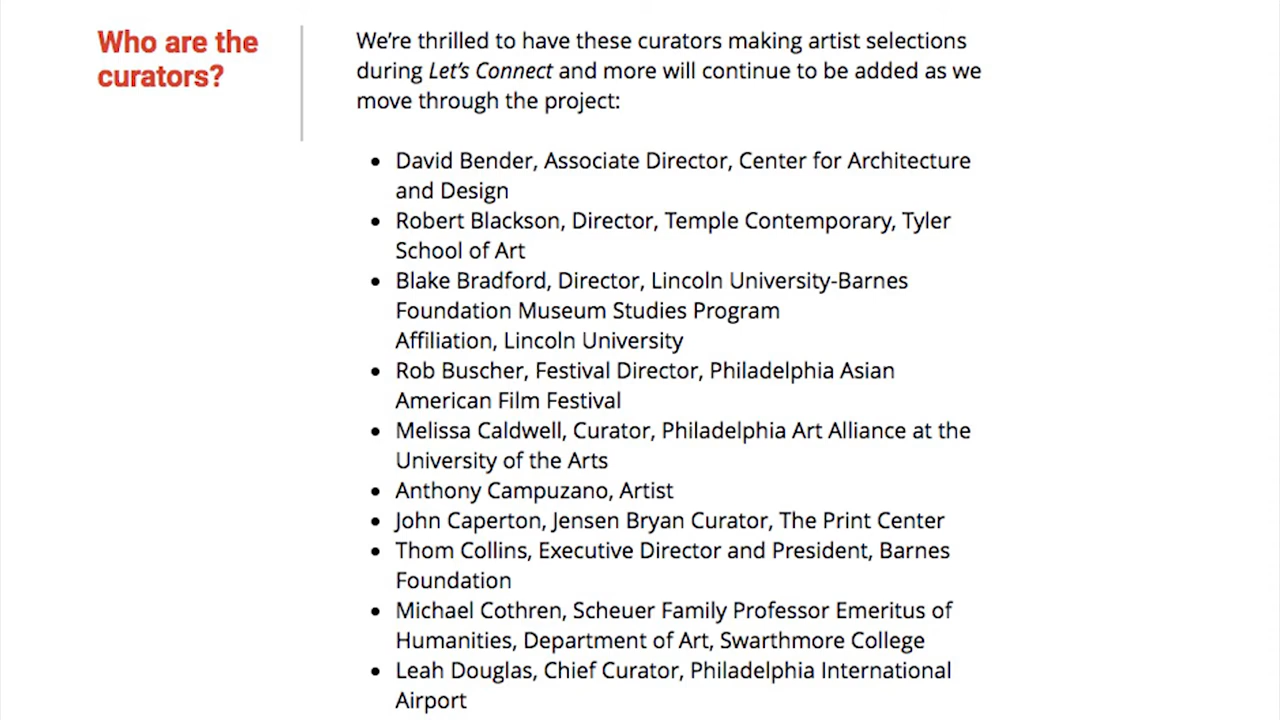 Who are the
curators?
We’re thrilled to have these curators making artist selections
during Let’s Connect and more will continue to be added as we
move through the project:
• David Bender, Associate Director, Center for Architecture
and Design
• Robert Blackson, Director, Temple Contemporary, Tyler
School of Art
• Blake Bradford, Director, Lincoln University-Barnes
Foundation Museum Studies Program
Affiliation, Lincoln University
• Rob Buscher, Festival Director, Philadelphia Asian
American Film Festival
• Melissa Caldwell, Curator, Philadelphia Art Alliance at the
University of the Arts
• Anthony Campuzano, Artist
• John Caperton, Jensen Bryan Curator, The Print Center
• Thom Collins, Executive Director and President, Barnes
Foundation
• Michael Cothren, Scheuer Family Professor Emeritus of
Humanities, Department of Art, Swarthmore College
• Leah Douglas, Chief Curator, Philadelphia International
Airport